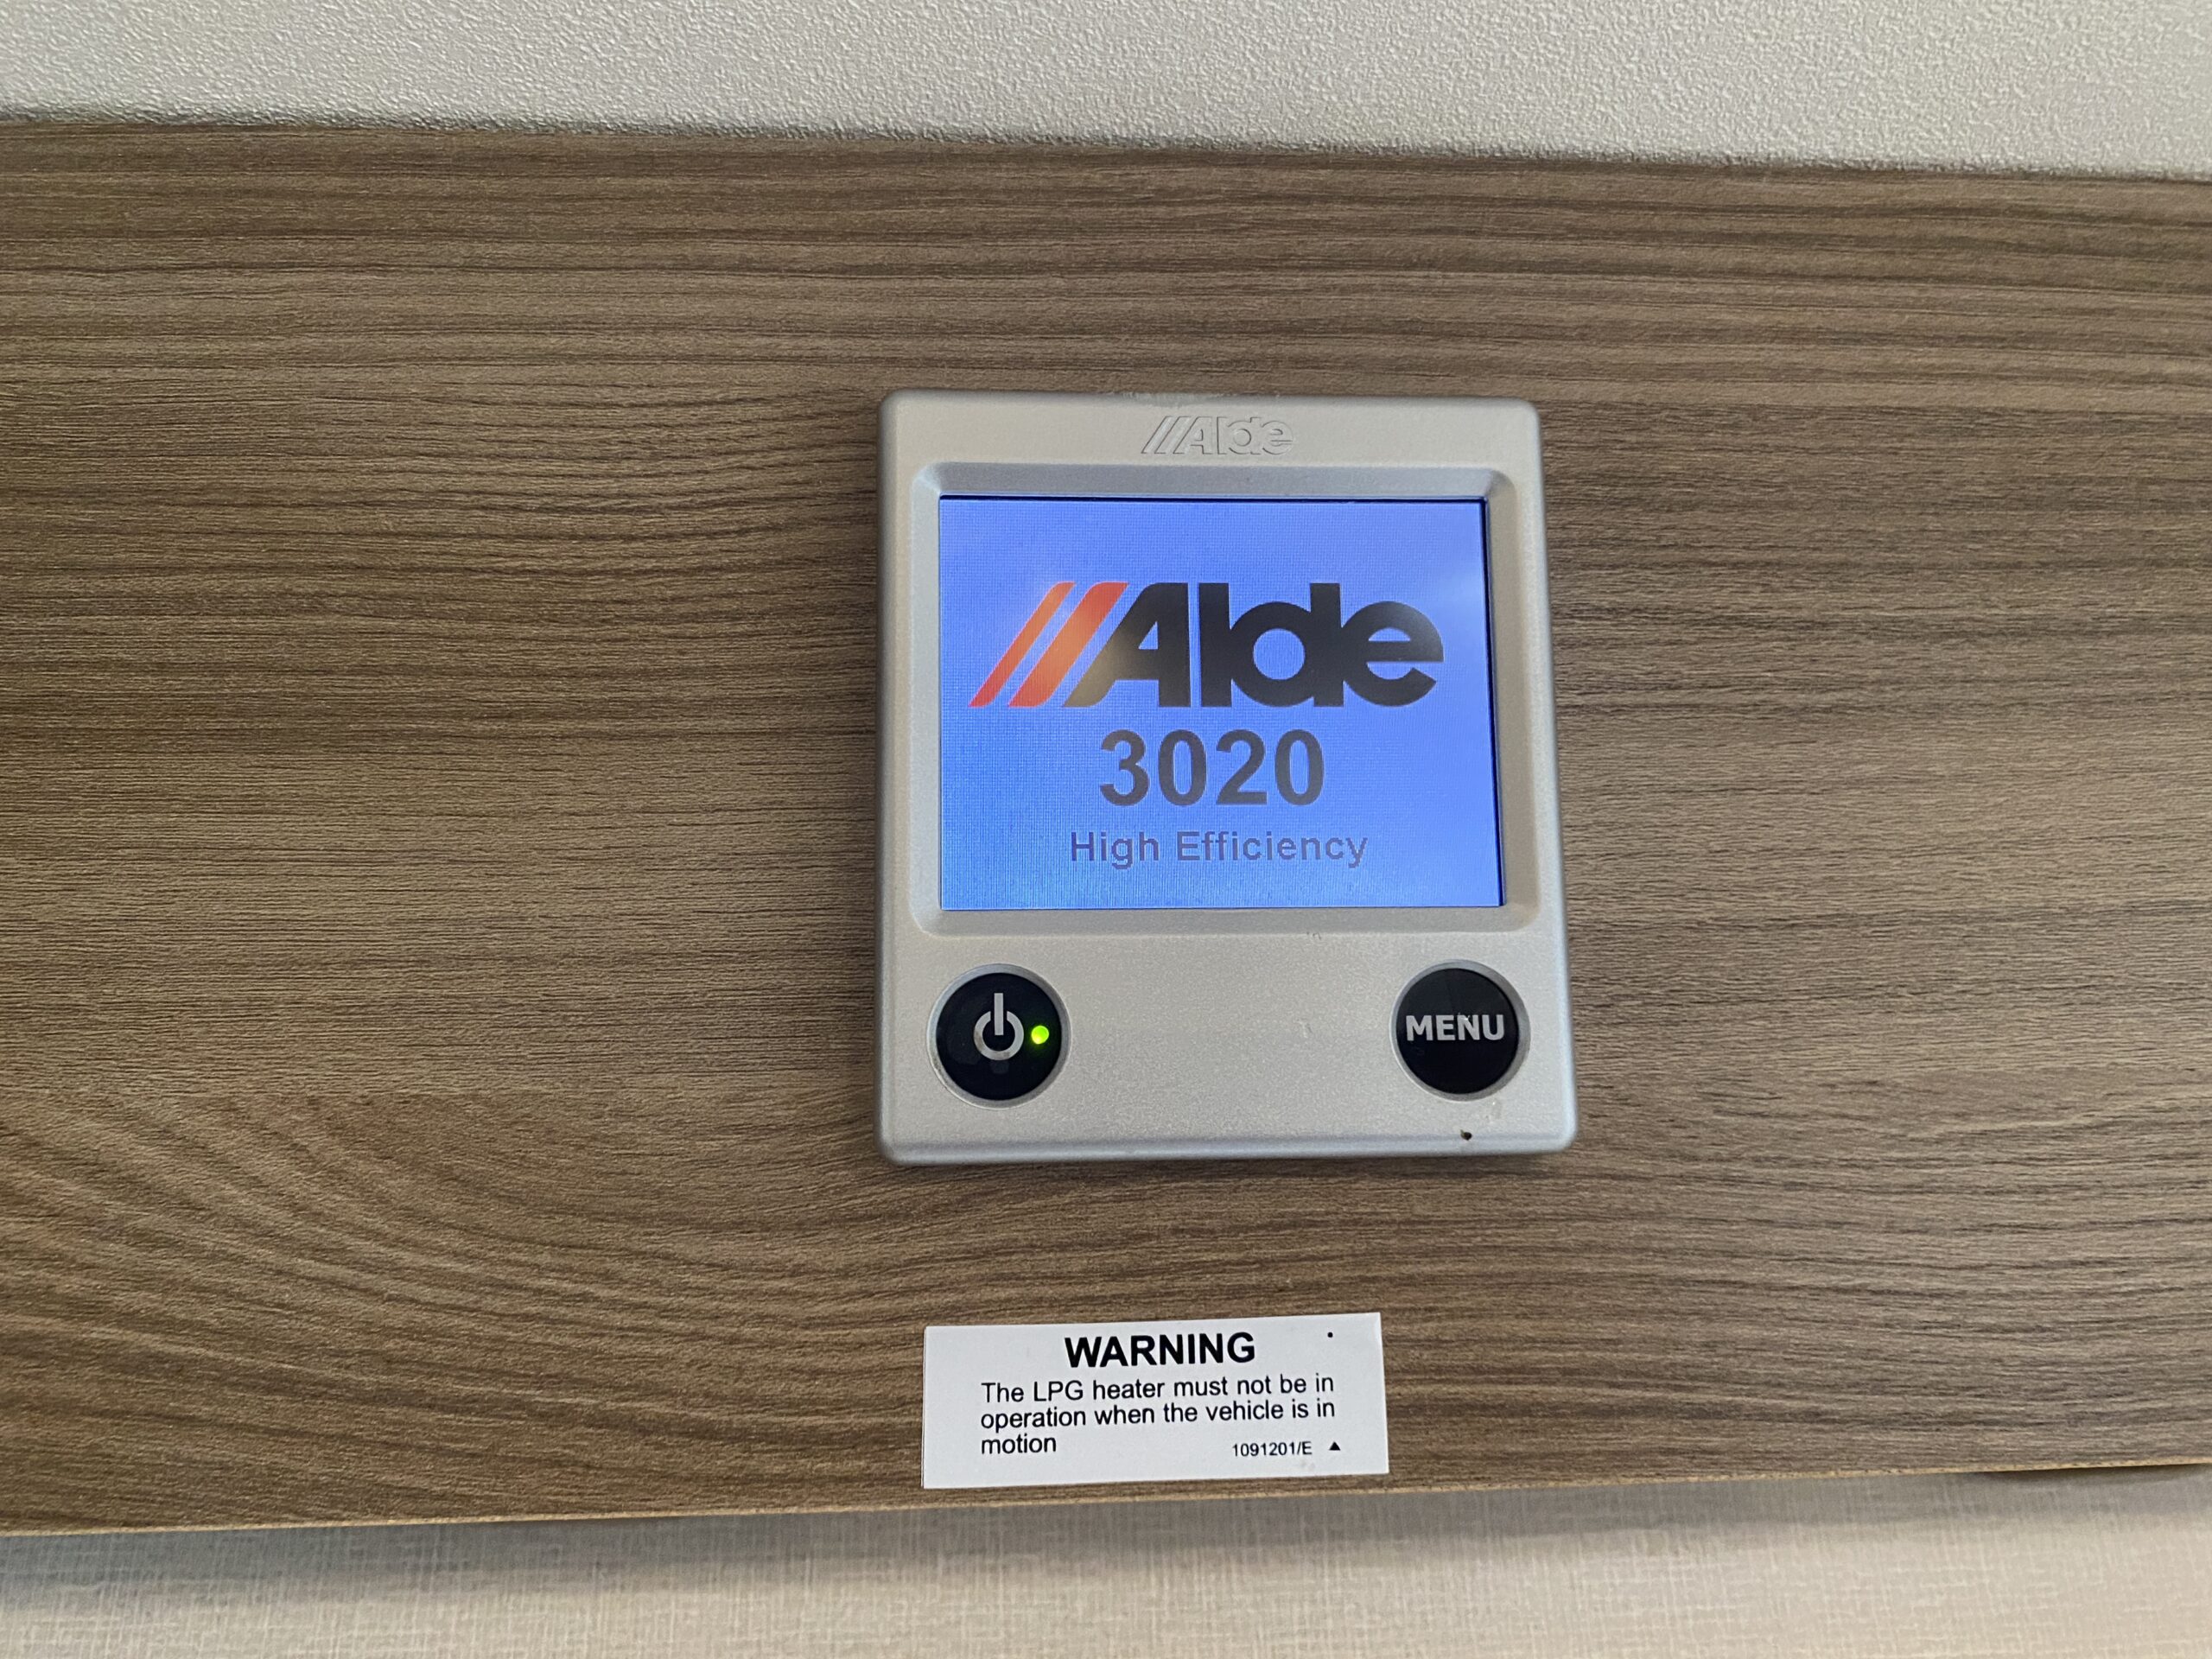 Alde
Alde
3020
High Efficiency
MENU
WARNING
The LPG heater must not be in
operation when the vehicle is in
motion
1091201/E